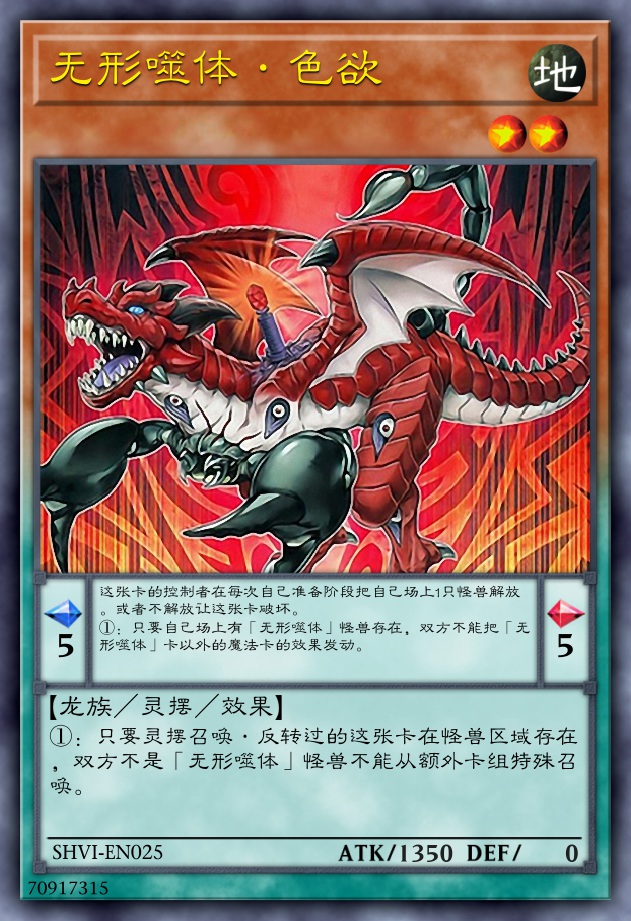 无形噬体·色欲
地
这张卡的控制者在每次自己准备阶段把自己场上1只怪兽解放
。或者不解放让这张卡破坏。
①：只要自己场上有「无形噬体」怪兽存在，双方不能把「无
形噬体」卡以外的魔法卡的效果发动。
5
5
【龙族／灵摆／效果】
①：只要灵摆召唤·反转过的这张卡在怪兽区域存在
，双方不是「无形噬体」怪兽不能从额外卡组特殊召
唤。
SHVI-EN025 ATK/1350 DEF/ 0
70917315